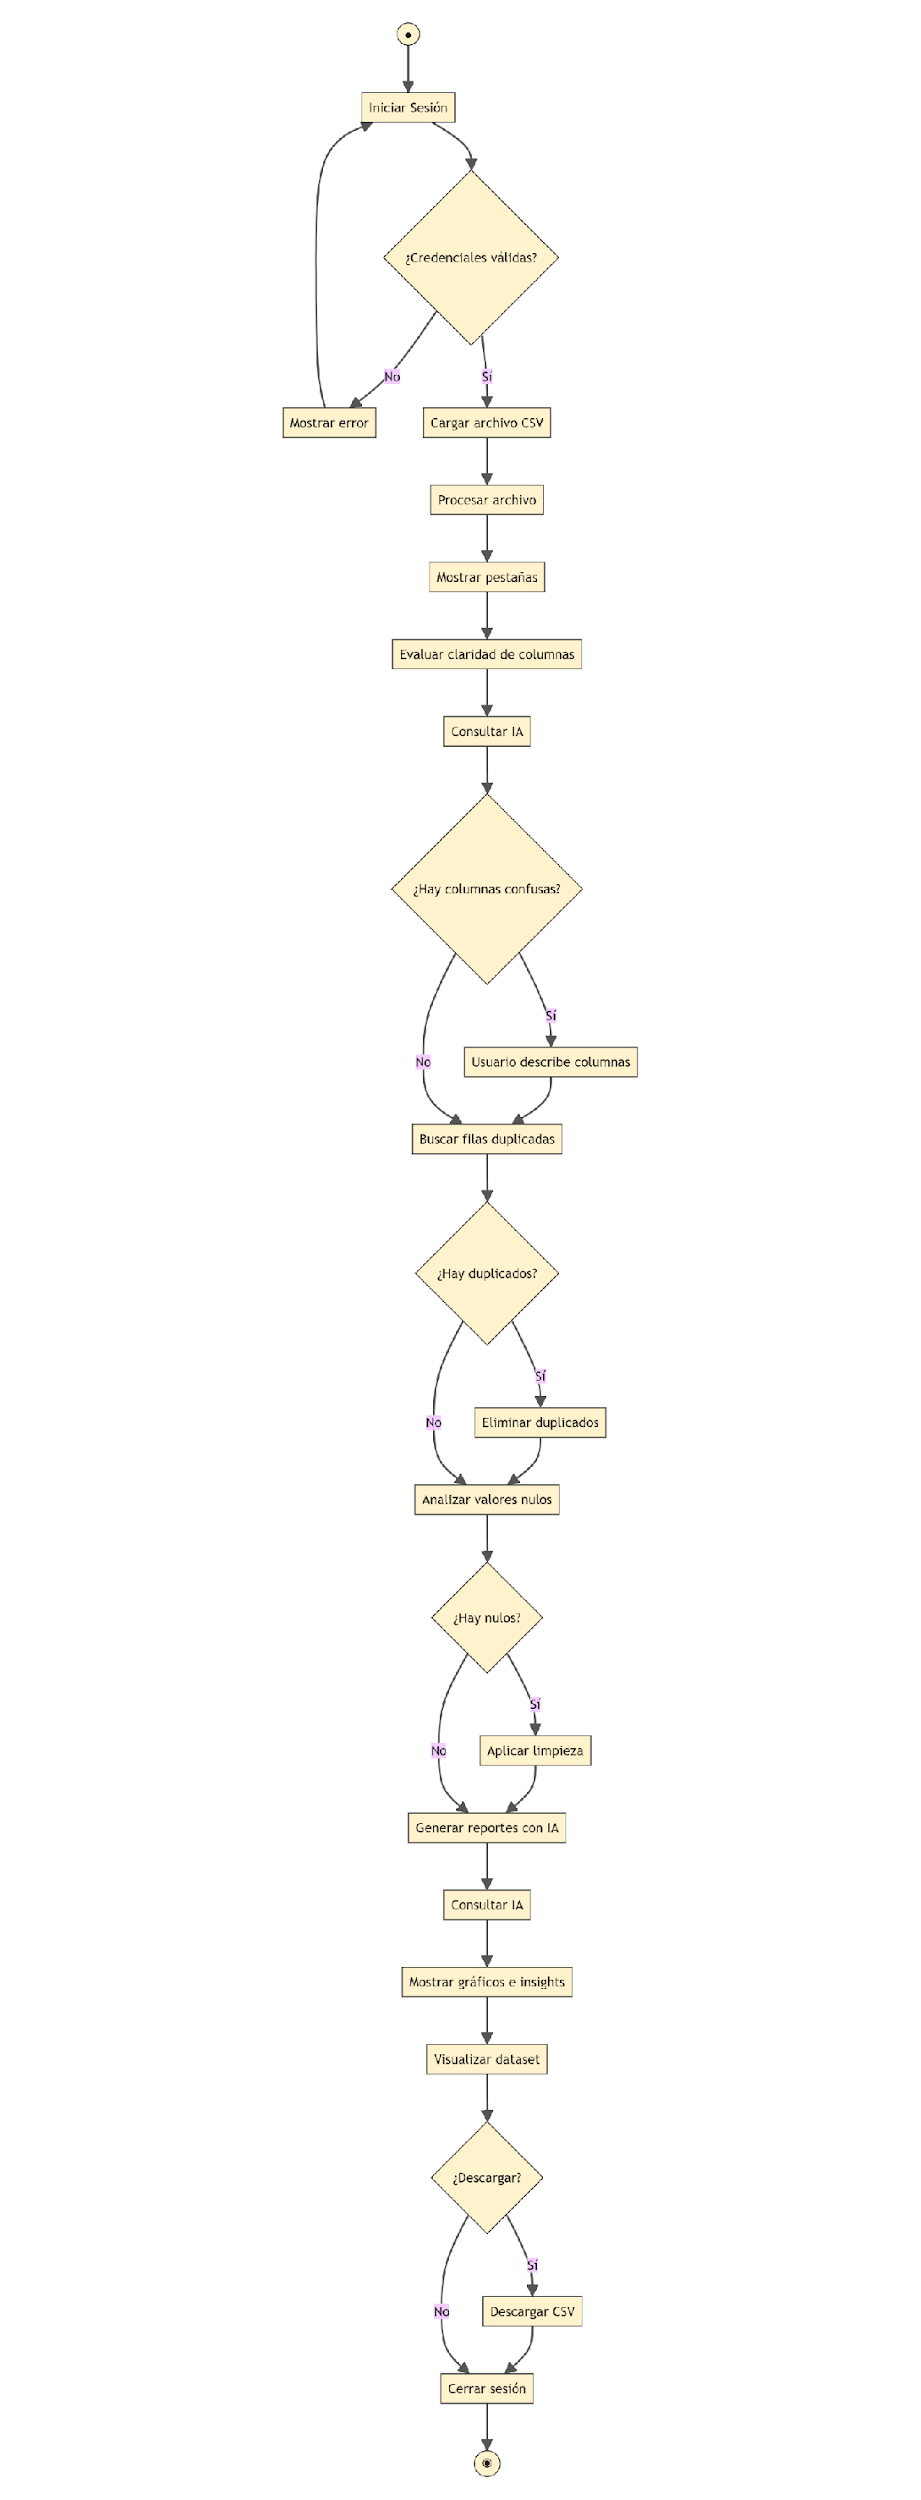 Iniciar Sesión
¿Credenciales válidas?
No
Sí
Mostrar error
Cargar archivo CSV
Procesar archivo
Mostrar pestañas
Evaluar claridad de columnas
Consultar IA
¿Hay columnas confusas?
Sí
No
Usuario describe columnas
Buscar filas duplicadas
¿Hay duplicados?
Sí
No
Eliminar duplicados
Analizar valores nulos
¿Hay nulos?
Sí
No
Aplicar limpieza
Generar reportes con IA
Consultar IA
Mostrar gráficos e insights
Visualizar dataset
¿Descargar?
Sí
No
Descargar CSV
Cerrar sesión